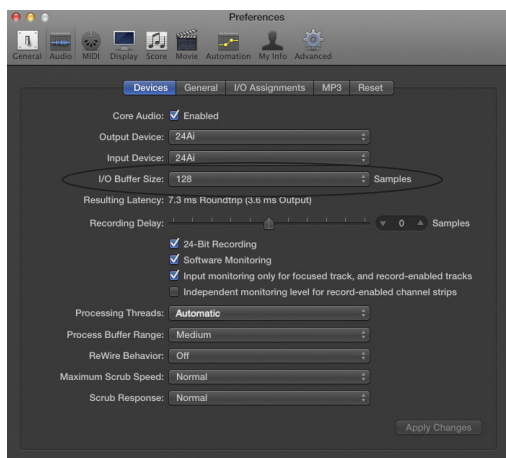 Preferences
General Audio MIDI Display Score Movie Automation My Info Advanced
Devices General I/O Assignments MP3 Reset
Core Audio: Enabled
Output Device: 24Ai
Input Device: 24Ai
I/O Buffer Size: 128 Samples
Resulting Latency: 7.3 ms Roundtrip (3.6 ms Output)
Recording Delay: 0 Samples
24-Bit Recording
Software Monitoring
Input monitoring only for focused track, and record-enabled tracks
Independent monitoring level for record-enabled channel strips
Processing Threads: Automatic
Process Buffer Range: Medium
ReWire Behavior: Off
Maximum Scrub Speed: Normal
Scrub Response: Normal
Apply Changes